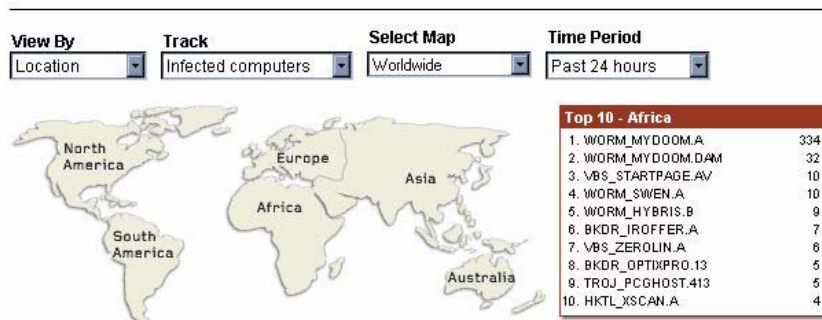 View By Track Select Map Time Period
Location Infected computers Worldwide Past 24 hours
North
America
Europe
Asia
Africa
South
America
Australia
Top 10 - Africa
1. WORM_MYDOOM.A 334
2. WORM_MYDOOM.DAM 32
3. VBS_STARTPAGE.AV 10
4. WORM_SWEN.A 10
5. WORM_HYBRIS.B 9
6. BKDR_IROFFER.A 7
7. VBS_ZEROLIN.A 6
8. BKDR_OPTIXPRO.13 5
9. TROJ_PCGHOST.413 5
10. HKTL_XSCAN.A 4